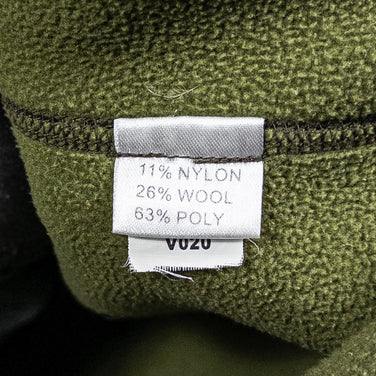 11% NYLON
26% WOOL
63% POLY
V020